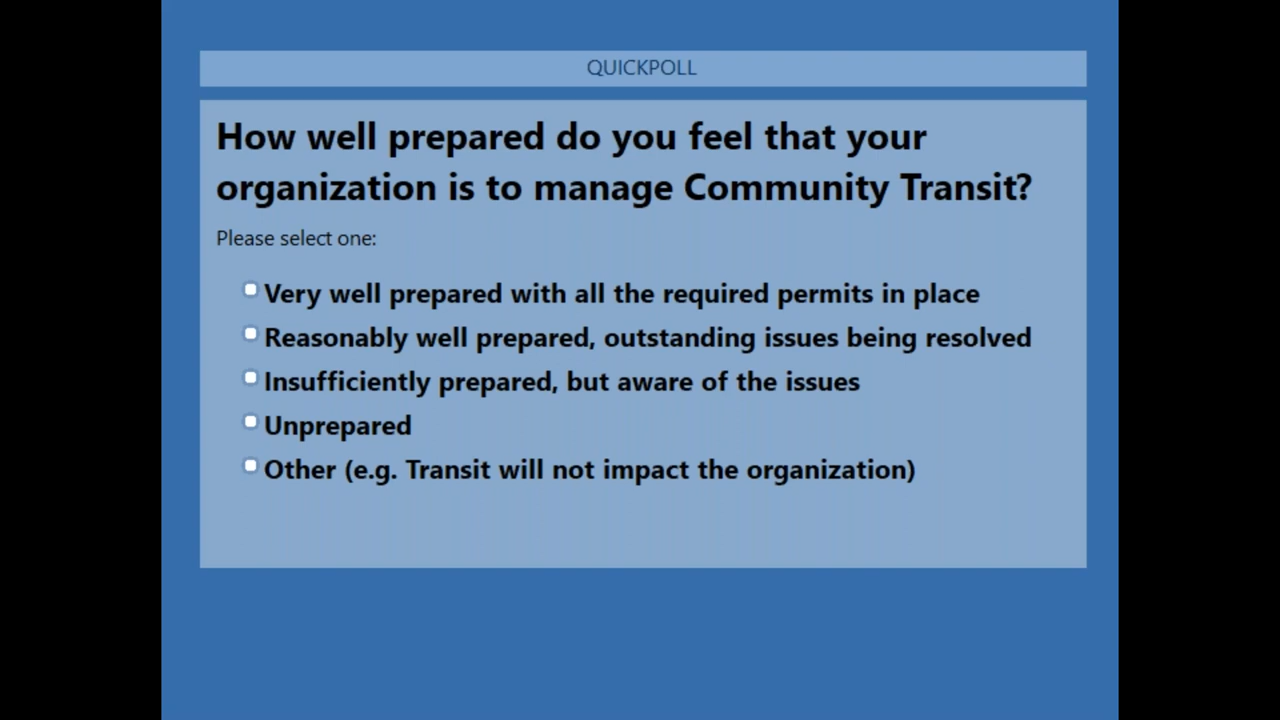 QUICKPOLL
How well prepared do you feel that your
organization is to manage Community Transit?
Please select one:
Very well prepared with all the required permits in place
Reasonably well prepared, outstanding issues being resolved
Insufficiently prepared, but aware of the issues
Unprepared
Other (e.g. Transit will not impact the organization)